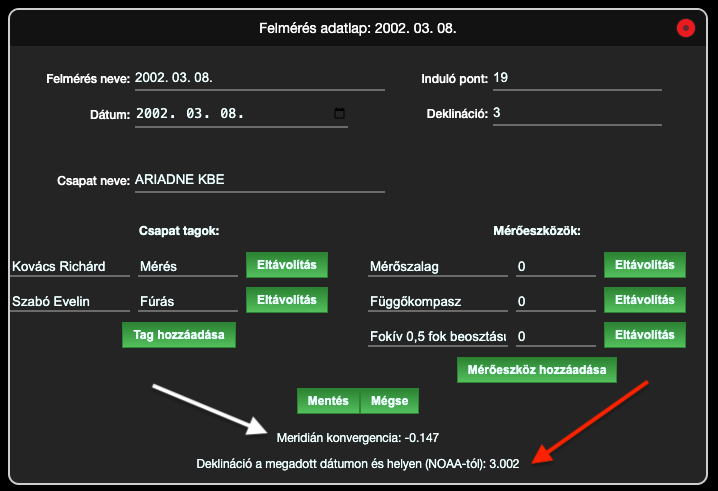 Felmérés adatlap: 2002. 03. 08.
Felmérés neve: 2002. 03. 08.
Induló pont: 19
Dátum: 2002. 03. 08.
Deklináció: 3
Csapat neve: ARIADNE KBE
Csapat tagok:
Mérőeszközök:
Kovács Richárd Mérés Eltávolítás
Mérőszalag 0 Eltávolítás
Szabó Evelin Fúrás Eltávolítás
Függőkompasz 0 Eltávolítás
Tag hozzáadása
Fokív 0,5 fok beosztásu 0 Eltávolítás
Mérőeszköz hozzáadása
Mentés Mégse
Meridián konvergencia: -0.147
Deklináció a megadott dátumon és helyen (NOAA-tól): 3.002